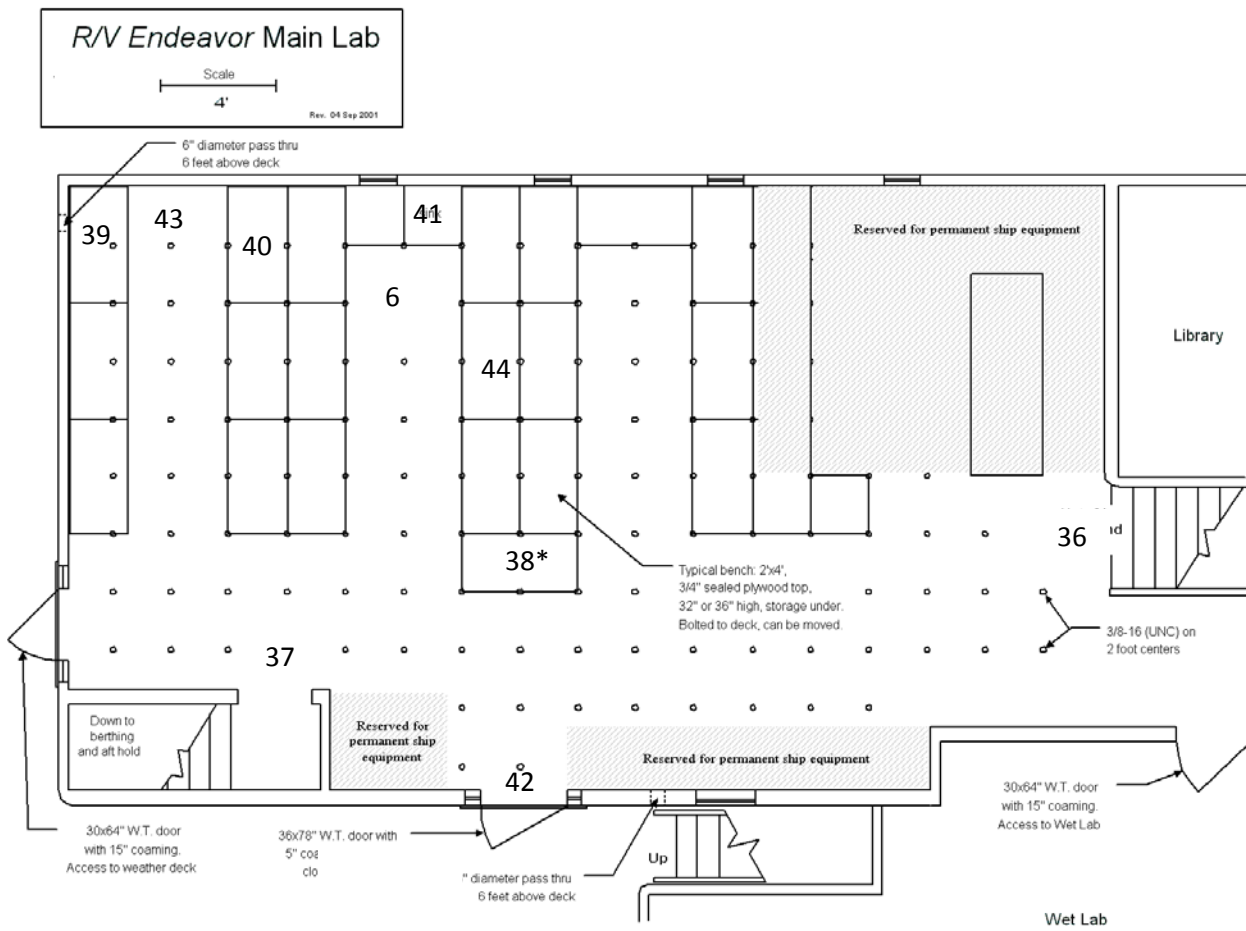 R/V Endeavor Main Lab
Scale
4'
Rev. 04 Sep 2001
6" diameter pass thru
6 feet above deck
39
43
40
41
6
44
Reserved for permanent ship equipment
Library
36
38*
Typical bench: 2'x4',
3/4" sealed plywood top,
32" or 36" high, storage under.
Bolted to deck, can be moved.
3/8-16 (UNC) on
2 foot centers
37
Down to
berthing
and aft hold
Reserved for
permanent ship
equipment
42
Reserved for permanent ship equipment
30x64" W.T. door
with 15" coaming.
Access to weather deck
36x78" W.T. door with
5" coa
clo
" diameter pass thru
6 feet above deck
Up
30x64" W.T. door
with 15" coaming.
Access to Wet Lab
Wet Lab